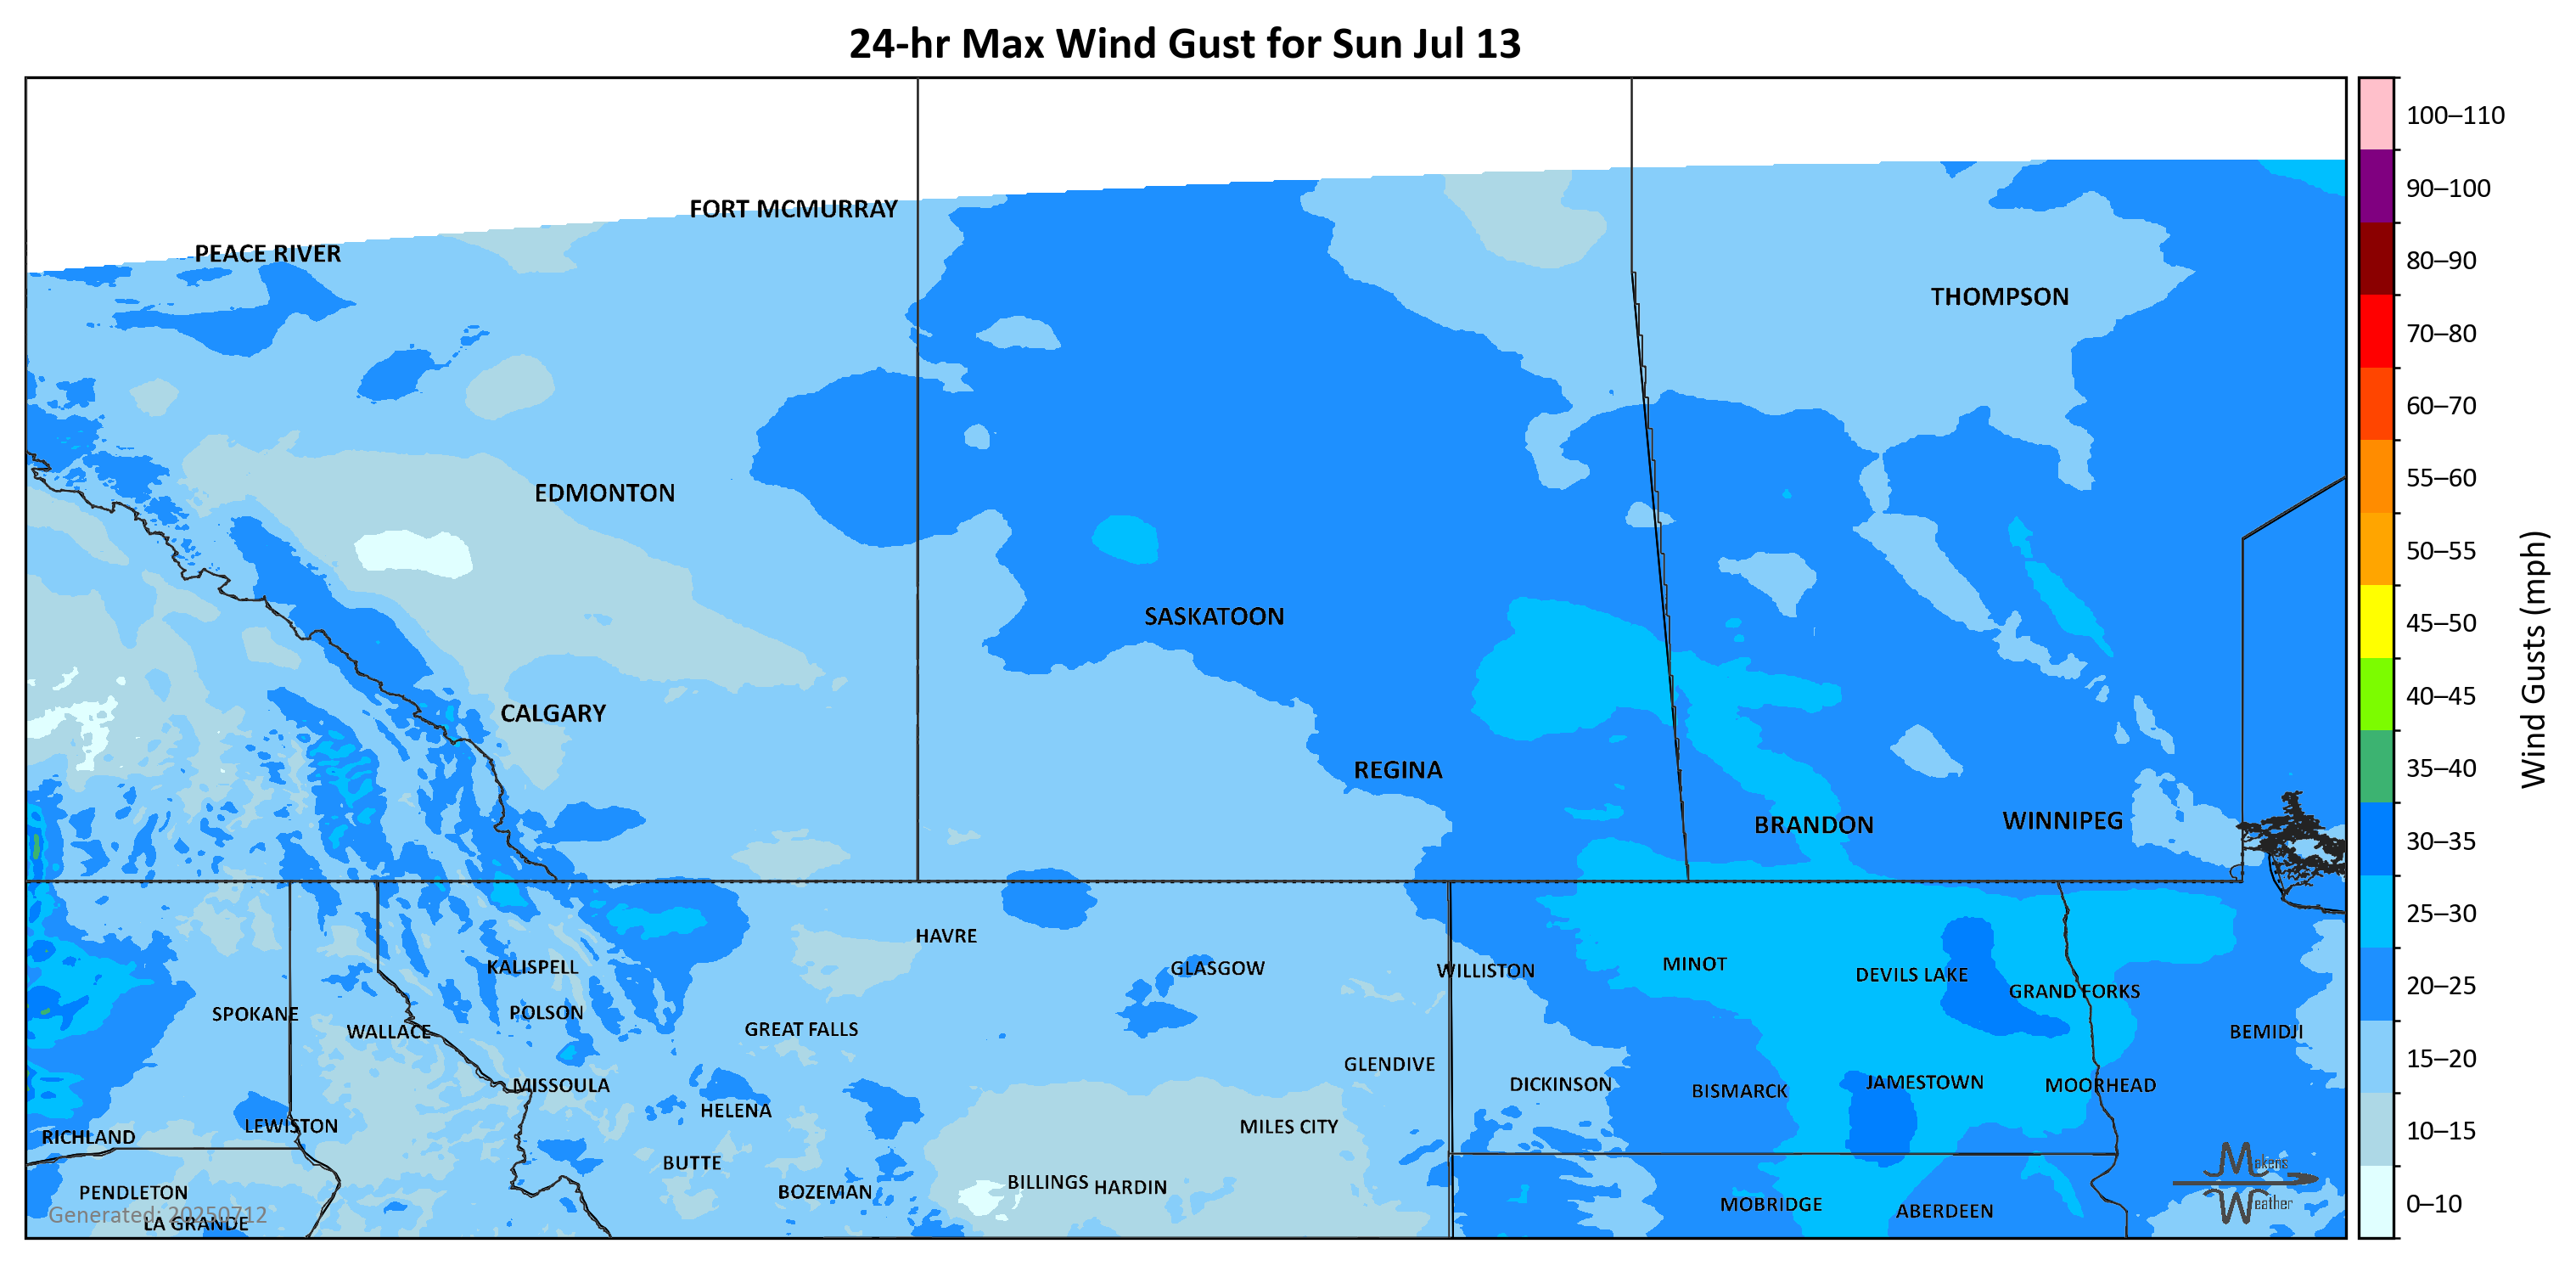 24-hr Max Wind Gust for Sun Jul 13
100–110
90–100
80–90
70–80
60–70
55–60
50–55
45–50
40–45
35–40
30–35
25–30
20–25
15–20
10–15
0–10
Wind Gusts (mph)
FORT MCMURRAY
PEACE RIVER
THOMPSON
EDMONTON
SASKATOON
CALGARY
REGINA
BRANDON
WINNIPEG
HAVRE
KALISPELL
GLASGOW
WILLISTON
MINOT
DEVILS LAKE
GRAND FORKS
SPOKANE
POLSON
WALLACE
GREAT FALLS
BEMIDJI
GLENDIVE
MISSOULA
DICKINSON
BISMARCK
JAMESTOWN
MOORHEAD
HELENA
LEWISTON
MILES CITY
RICHLAND
BUTTE
BILLINGS
HARDIN
PENDLETON
BOZEMAN
MOBRIDGE
ABERDEEN
LA GRANDE
Generated: 20250712
Makens
Weather